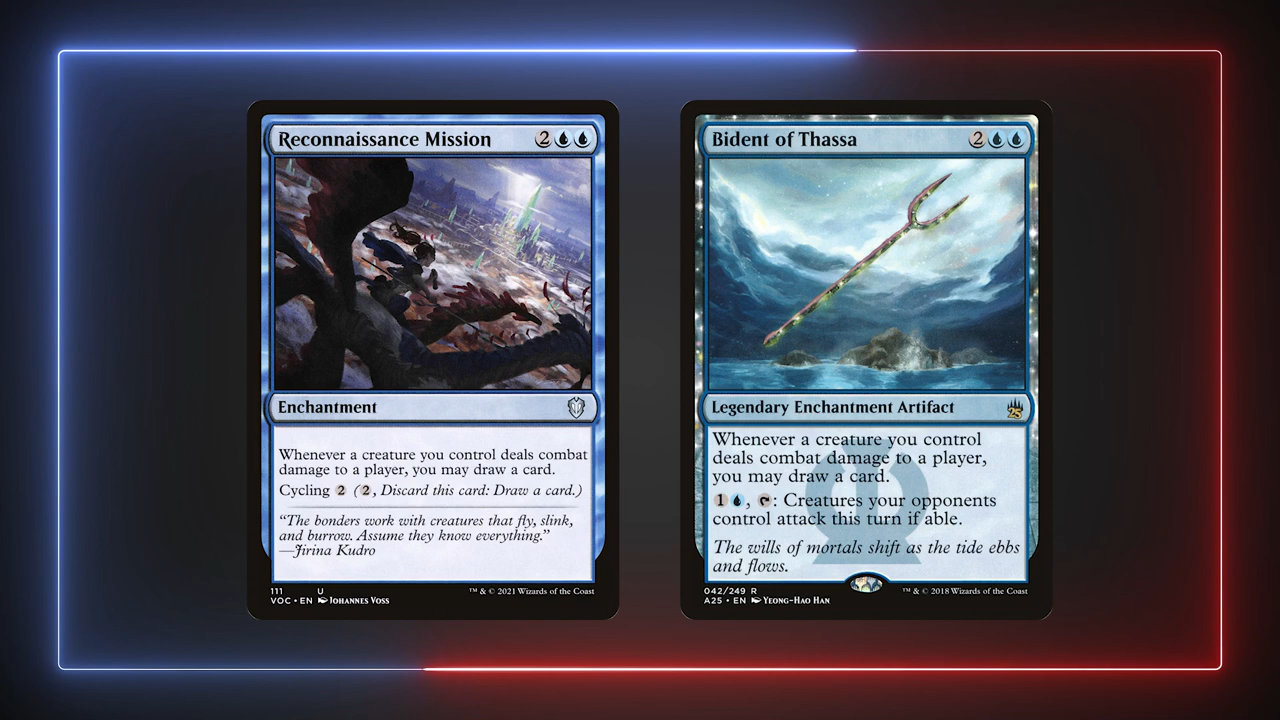 Reconnaissance Mission 2
Enchantment
Whenever a creature you control deals combat
damage to a player, you may draw a card.
Cycling 2 (2, Discard this card: Draw a card.)
“The bonders work with creatures that fly, slink,
and burrow. Assume they know everything.”
—Jirina Kudro
111 U
VOC • EN Johannes Voss
™ & © 2021 Wizards of the Coast
Bident of Thassa 2
Legendary Enchantment Artifact
25
Whenever a creature you control
deals combat damage to a player,
you may draw a card.
1 , : Creatures your opponents
control attack this turn if able.
The wills of mortals shift as the tide ebbs
and flows.
042/249 R
A25 • EN Yeong-Hao Han
™ & © 2018 Wizards of the Coast